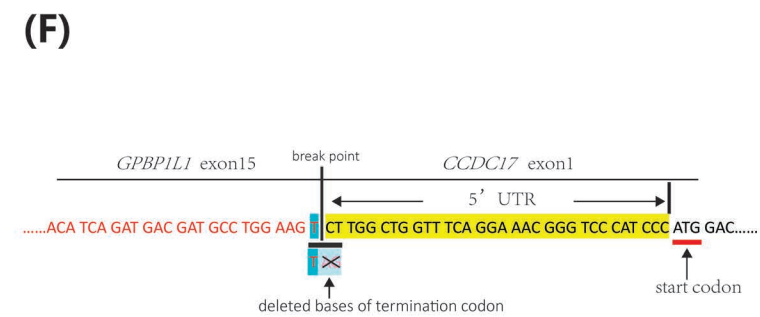 (F)
GPBP1L1 exon15
break point
CCDC17 exon1
5' UTR
......ACA TCA GAT GAC GAT GCC TGG AAG T CT TGG CTG GTT TCA GGA AAC GGG TCC CAT CCC ATG GAC......
T
start codon
deleted bases of termination codon